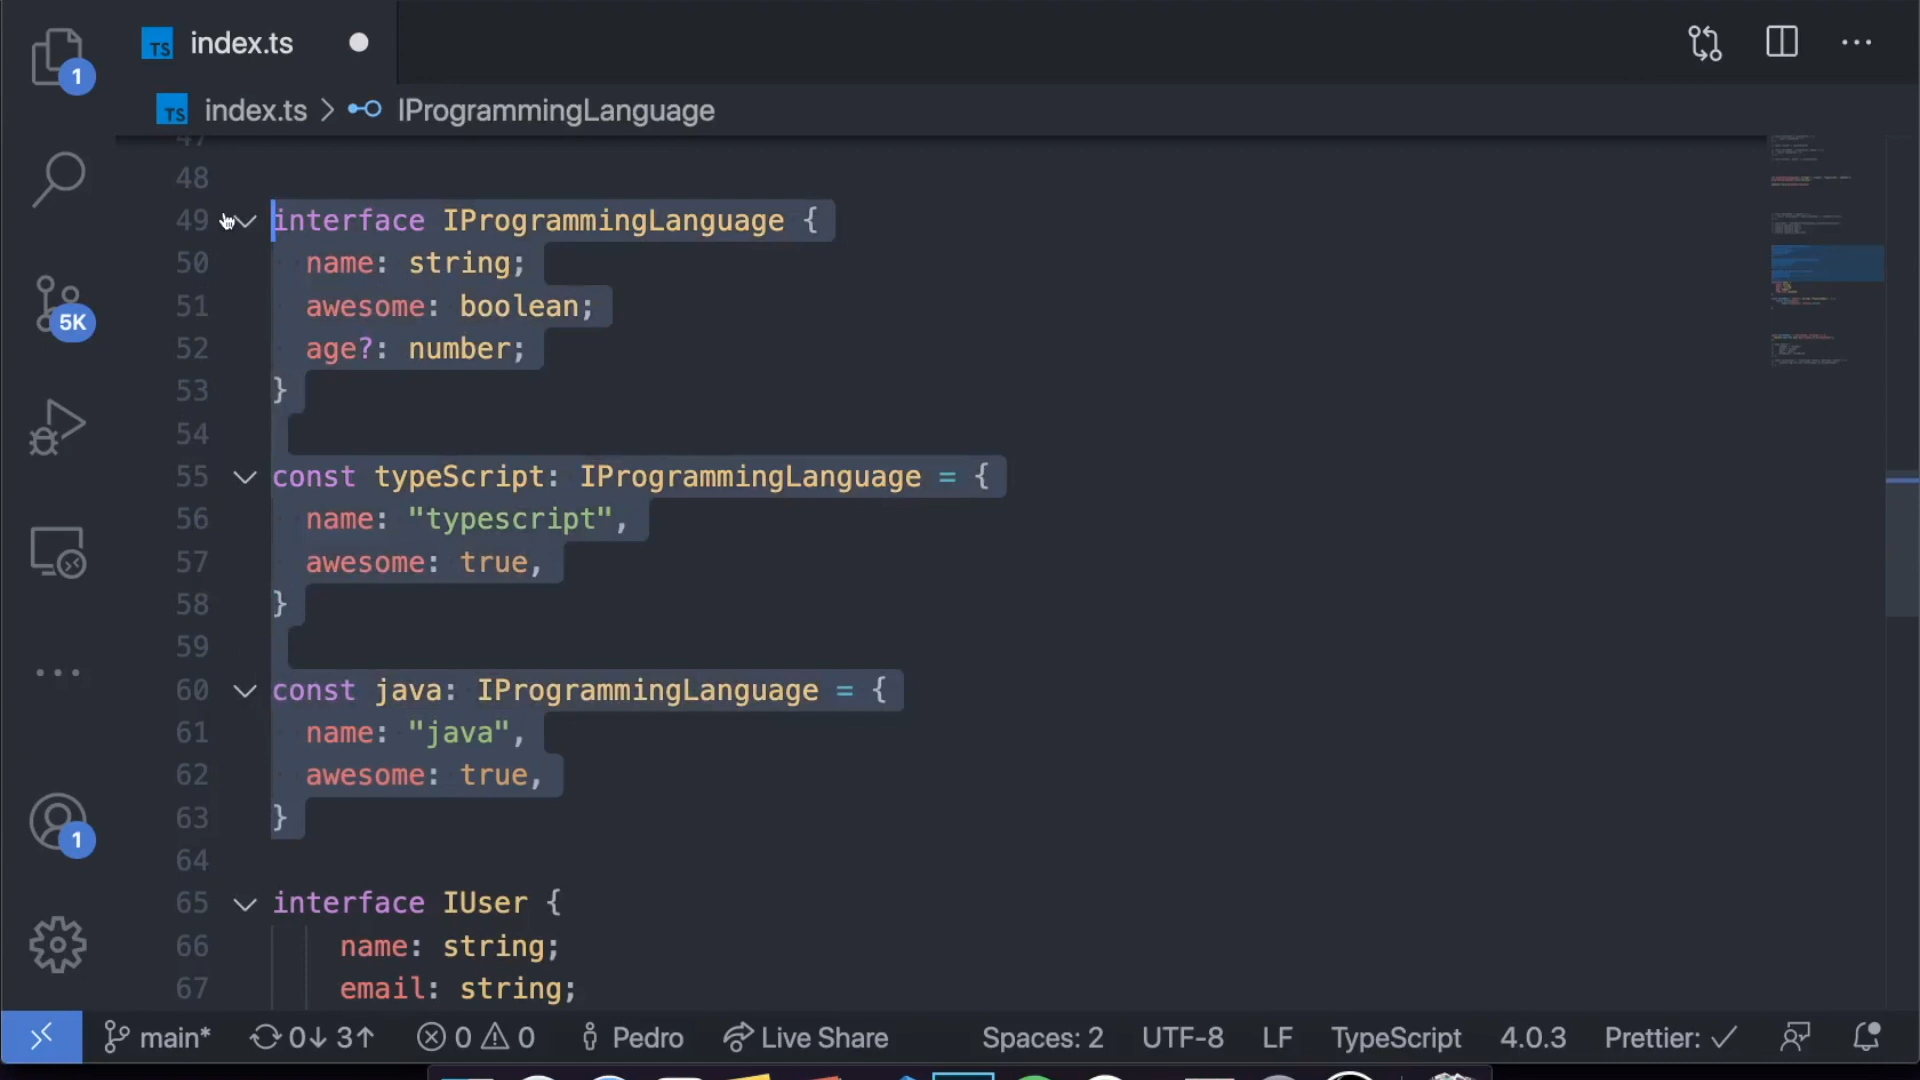 TS index.ts
TS index.ts > IProgrammingLanguage
47
48
49 interface IProgrammingLanguage {
50 name: string;
51 awesome: boolean;
52 age?: number;
53 }
54
55 const typeScript: IProgrammingLanguage = {
56 name: "typescript",
57 awesome: true,
58 }
59
60 const java: IProgrammingLanguage = {
61 name: "java",
62 awesome: true,
63 }
64
65 interface IUser {
66 name: string;
67 email: string;
1
5K
1
main* 0↓ 3↑ 0 0 Pedro Live Share Spaces: 2 UTF-8 LF TypeScript 4.0.3 Prettier: ✓